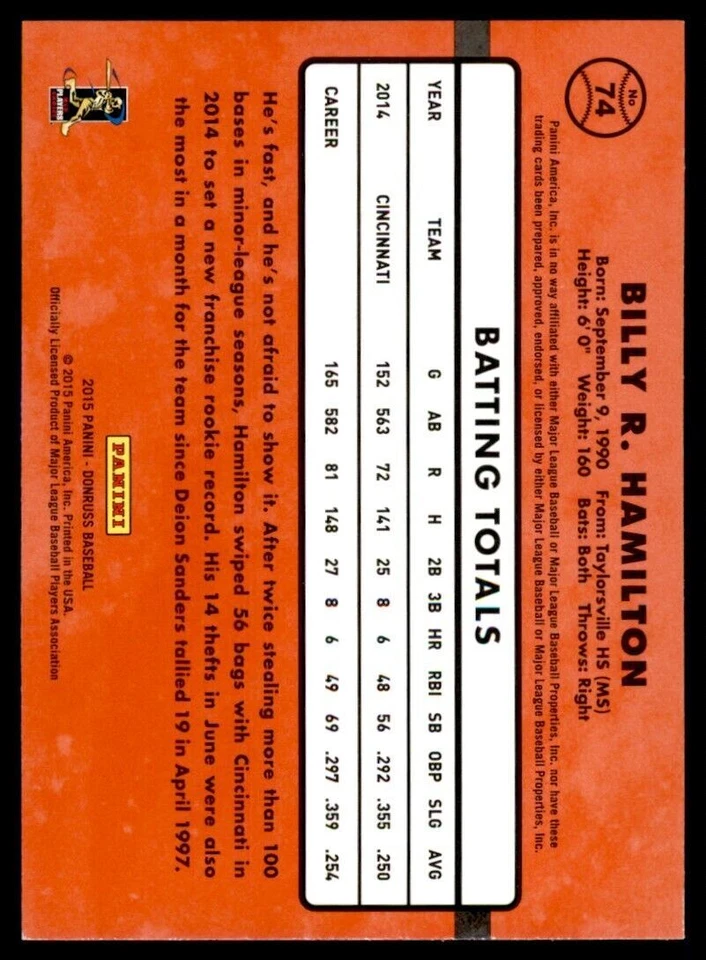 No
74
BILLY R. HAMILTON
Born: September 9, 1990 From: Taylorsville HS (MS)
Height: 6' 0" Weight: 160 Bats: Both Throws: Right
Panini America, Inc. is in no way affiliated with either Major League Baseball or Major League Baseball Properties, Inc. nor have these
trading cards been prepared, approved, endorsed, or licensed by either Major League Baseball or Major League Baseball Properties, Inc.
BATTING TOTALS
YEAR TEAM G AB R H 2B 3B HR RBI SB OBP SLG AVG
2014 CINCINNATI 152 563 72 141 25 8 6 48 56 .292 .355 .250
CAREER 165 582 81 148 27 8 6 49 69 .297 .359 .254
He's fast, and he's not afraid to show it. After twice stealing more than 100
bases in minor-league seasons, Hamilton swiped 56 bags with Cincinnati in
2014 to set a new franchise rookie record. His 14 thefts in June were also
the most in a month for the team since Deion Sanders tallied 19 in April 1997.
PLAYERS
PANINI
2015 PANINI - DONRUSS BASEBALL
© 2015 Panini America, Inc. Printed in the USA.
Officially Licensed Product of Major League Baseball Players Association